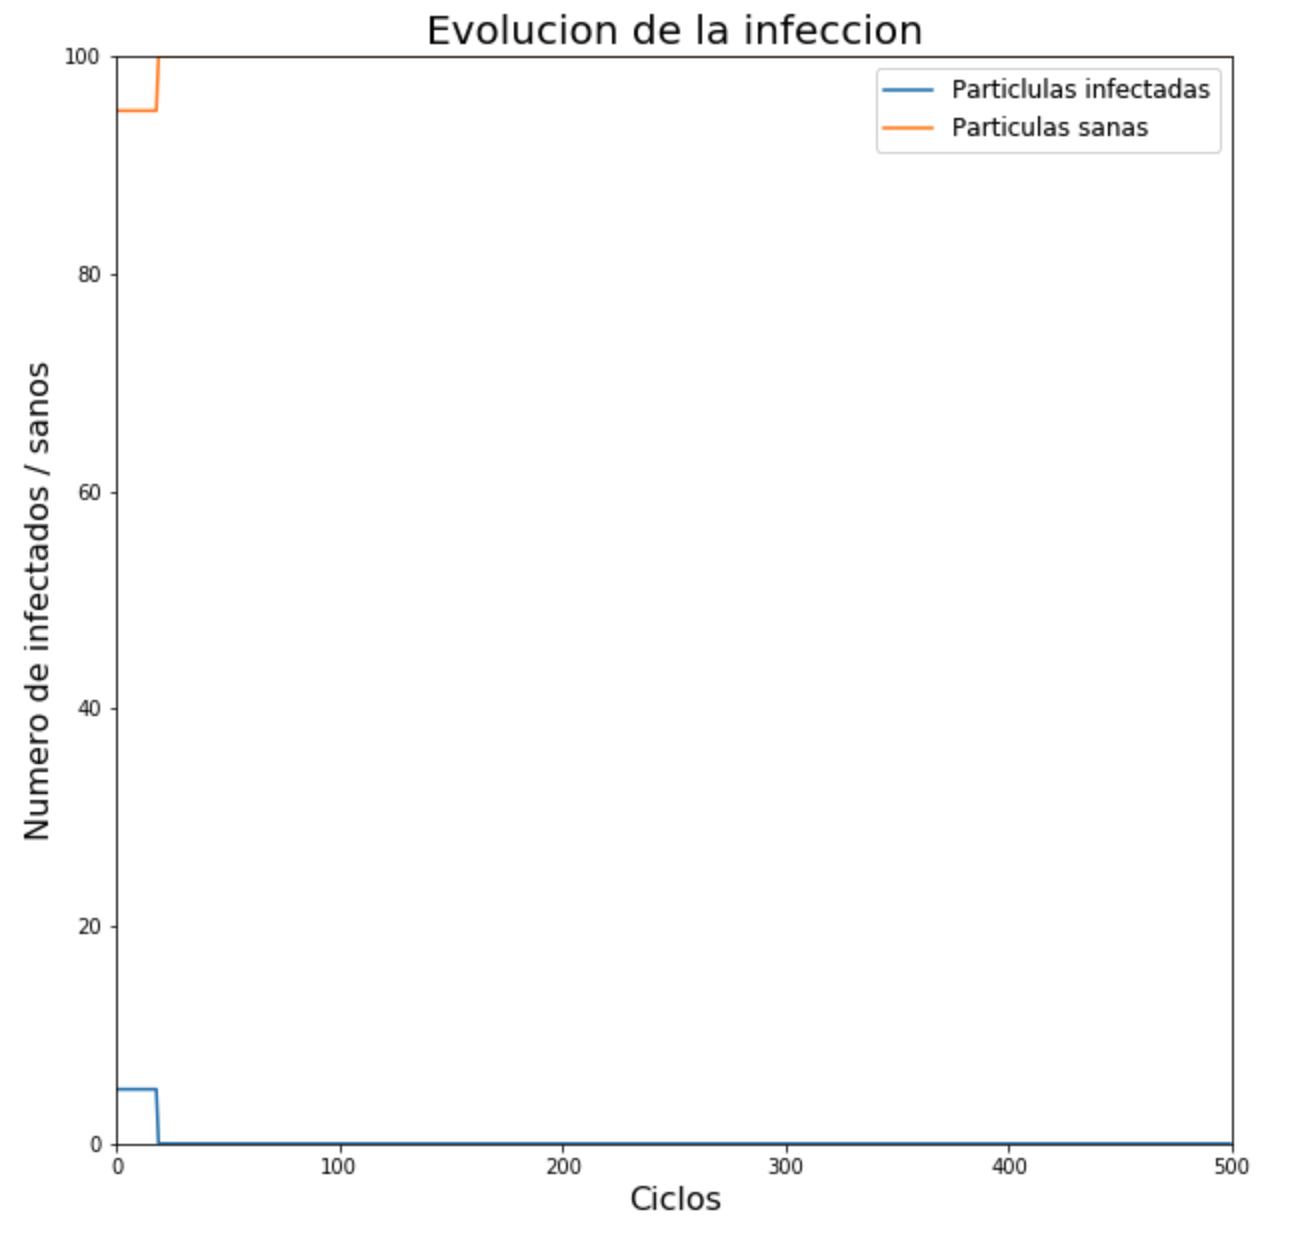 Evolucion de la infeccion
100
Particlulas infectadas
Particulas sanas
80
60
40
20
0
Numero de infectados / sanos
0 100 200 300 400 500
Ciclos